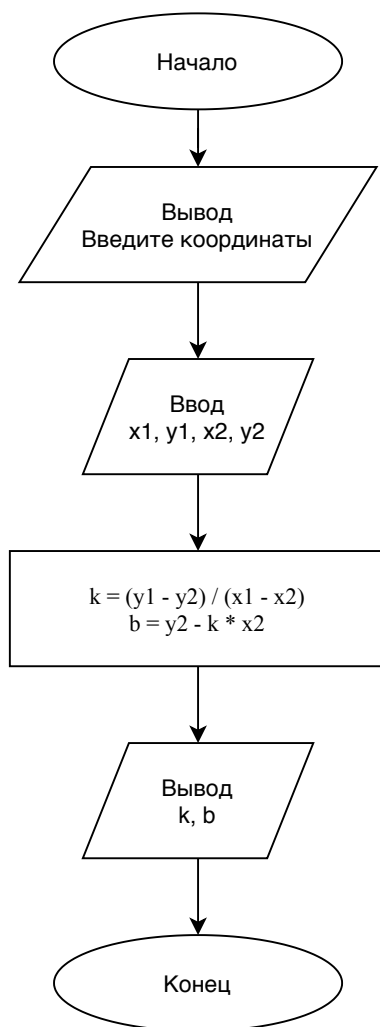 Начало
Вывод
Введите координаты
Ввод
x1, y1, x2, y2
k = (y1 - y2) / (x1 - x2)
b = y2 - k * x2
Вывод
k, b
Конец